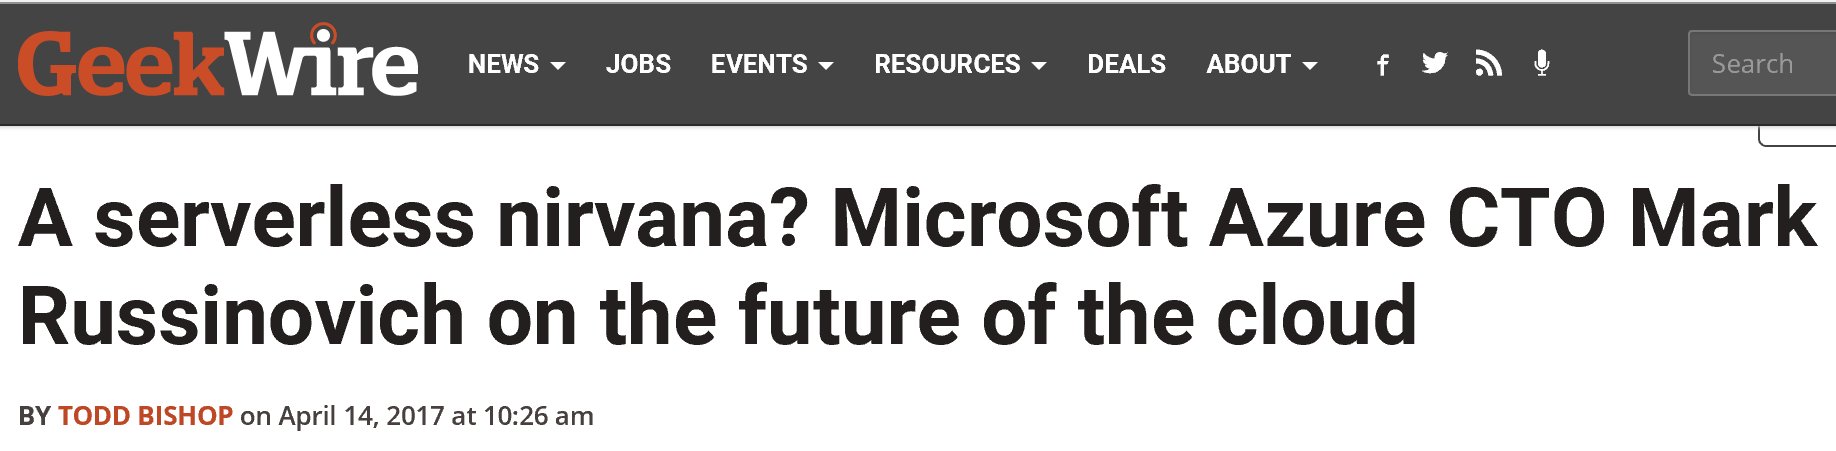 GeekWire NEWS JOBS EVENTS RESOURCES DEALS ABOUT Search
A serverless nirvana? Microsoft Azure CTO Mark
Russinovich on the future of the cloud
BY TODD BISHOP on April 14, 2017 at 10:26 am